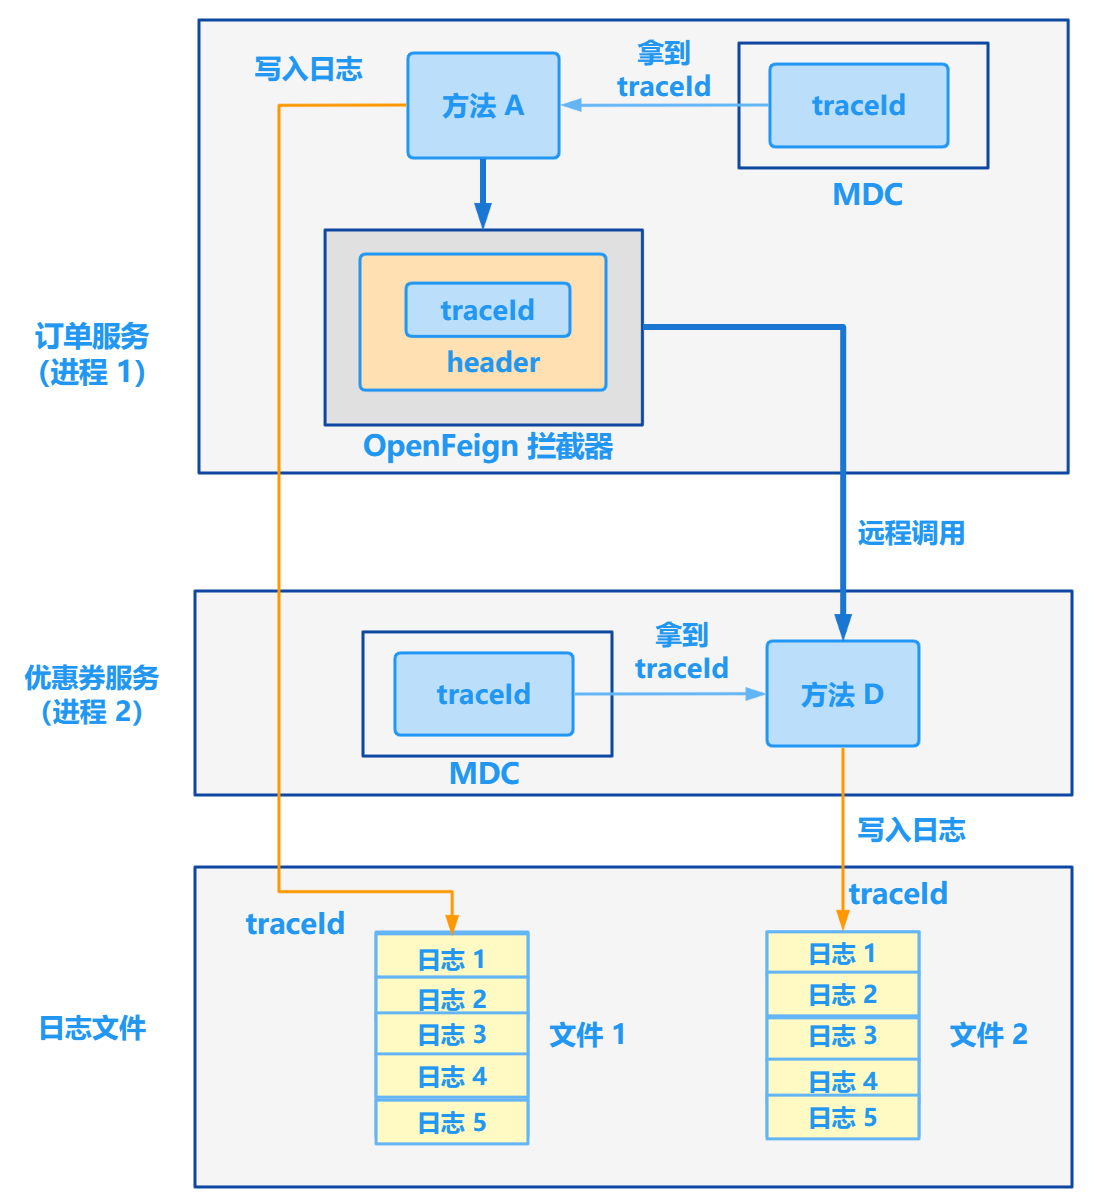 写入日志
方法 A
拿到
traceId
traceId
MDC
traceId
header
OpenFeign 拦截器
订单服务
(进程 1)
远程调用
优惠券服务
(进程 2)
traceId
MDC
拿到
traceId
方法 D
写入日志
traceId
traceId
日志文件
日志 1
日志 2
日志 3
日志 4
日志 5
文件 1
日志 1
日志 2
日志 3
日志 4
日志 5
文件 2